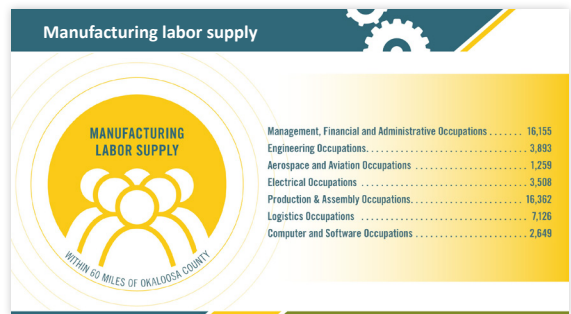 Manufacturing labor supply
MANUFACTURING
LABOR SUPPLY
WITHIN 60 MILES OF OKALOOSA COUNTY
Management, Financial and Administrative Occupations . . . . . . . 16,155
Engineering Occupations. . . . . . . . . . . . . . . . . . . . . . . . . . . . 3,893
Aerospace and Aviation Occupations . . . . . . . . . . . . . . . . . . . . . 1,259
Electrical Occupations . . . . . . . . . . . . . . . . . . . . . . . . . . . . . 3,508
Production & Assembly Occupations. . . . . . . . . . . . . . . . . . . . . 16,362
Logistics Occupations . . . . . . . . . . . . . . . . . . . . . . . . . . . . . 7,126
Computer and Software Occupations . . . . . . . . . . . . . . . . . . . . . 2,649